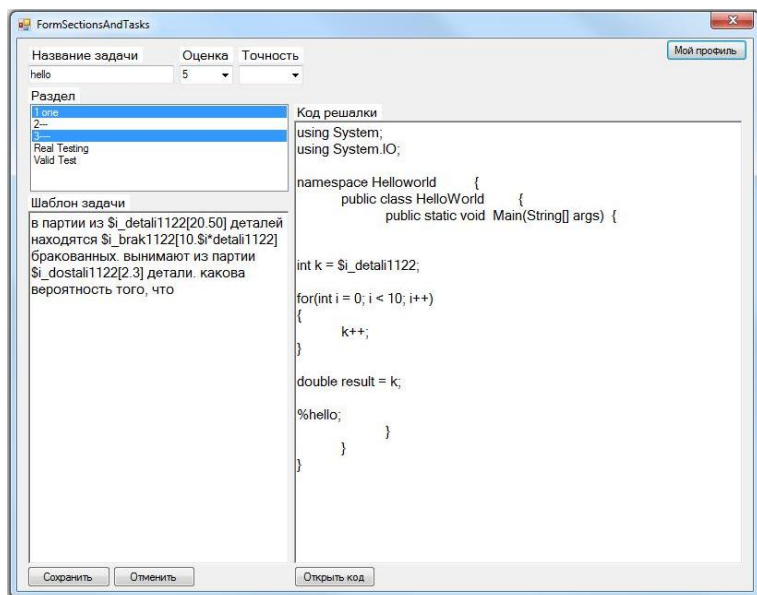 FormSectionsAndTasks
Мой профиль
Название задачи Оценка Точность
hello 5
Раздел
1 one
2---
3----
Real Testing
Valid Test
Шаблон задачи
в партии из $i_detali1122[20.50] деталей
находятся $i_brak1122[10.$i*detali1122]
бракованных. вынимают из партии
$i_dostali1122[2.3] детали. какова
вероятность того, что
Код решалки
using System;
using System.IO;
namespace Helloworld {
public class HelloWorld {
public static void Main(String[] args) {
int k = $i_detali1122;
for(int i = 0; i < 10; i++)
{
k++;
}
double result = k;
%hello;
}
}
}
Сохранить Отменить Открыть код